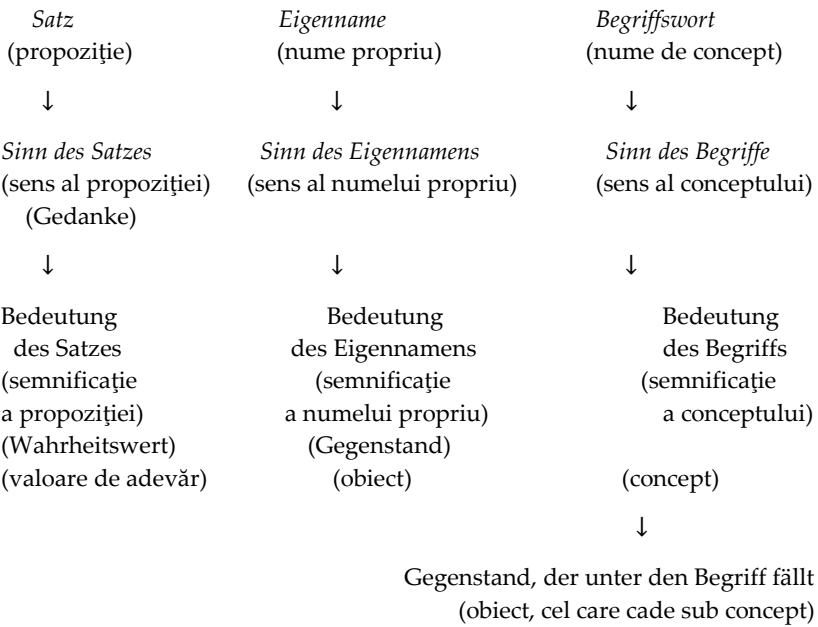 Satz Eigenname Begriffswort
(propoziţie) (nume propriu) (nume de concept)
↓ ↓ ↓
Sinn des Satzes Sinn des Eigennamens Sinn des Begriffe
(sens al propoziţiei) (sens al numelui propriu) (sens al conceptului)
(Gedanke)
↓ ↓ ↓
Bedeutung Bedeutung Bedeutung
des Satzes des Eigennamens des Begriffs
(semnificaţie (semnificaţie (semnificaţie
a propoziţiei) a numelui propriu) a conceptului)
(Wahrheitswert) (Gegenstand)
(valoare de adevăr) (obiect) (concept)
↓
Gegenstand, der unter den Begriff fällt
(obiect, cel care cade sub concept)